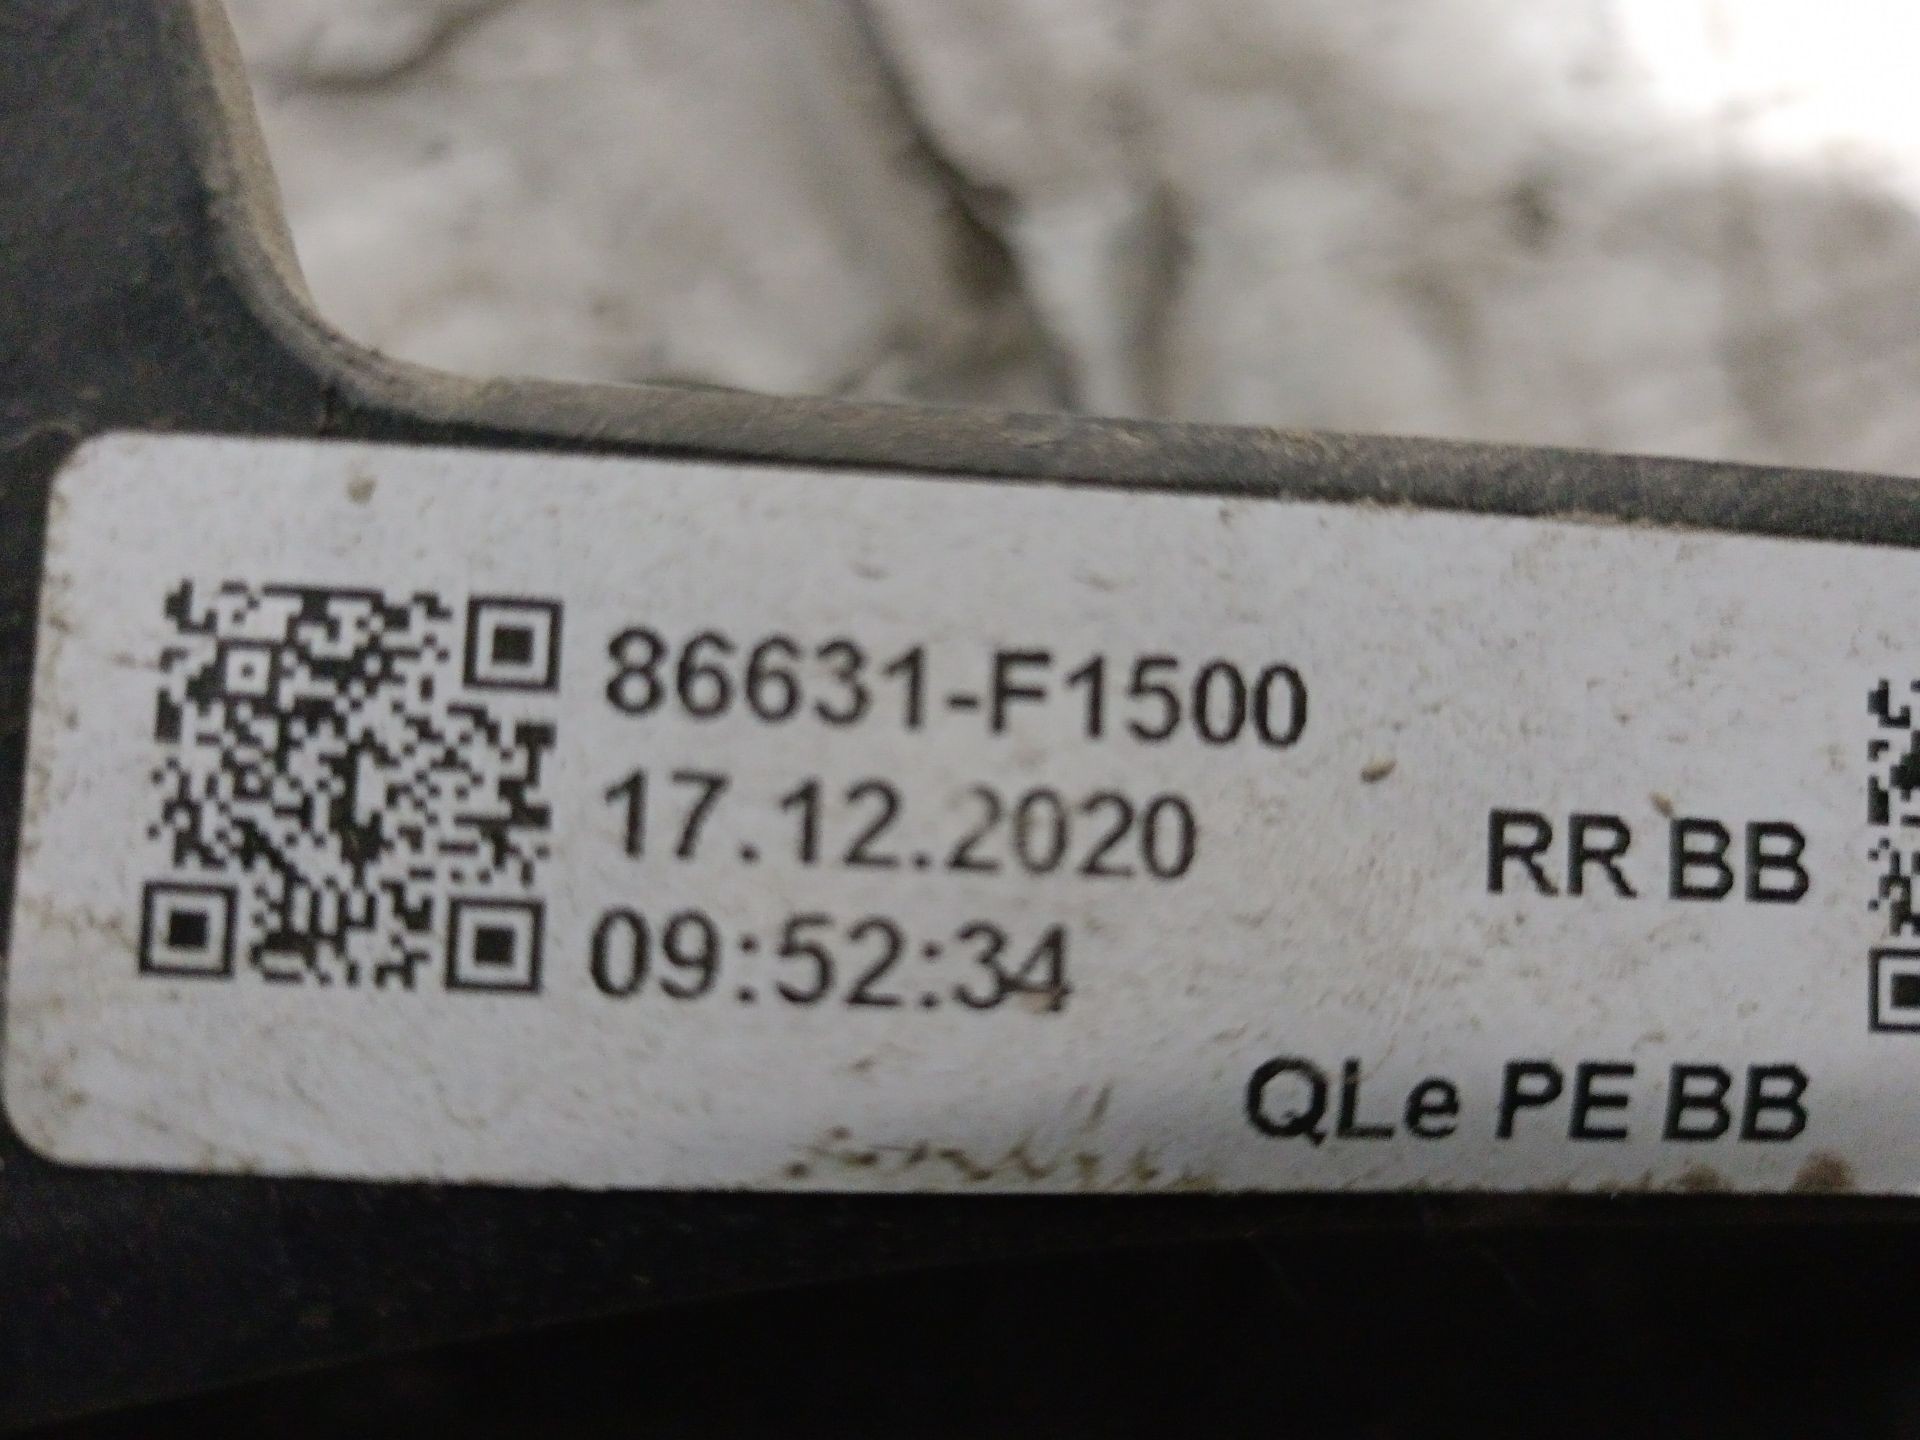 86631-F1500
17.12.2020
RR BB
09:52:34
QLe PE BB